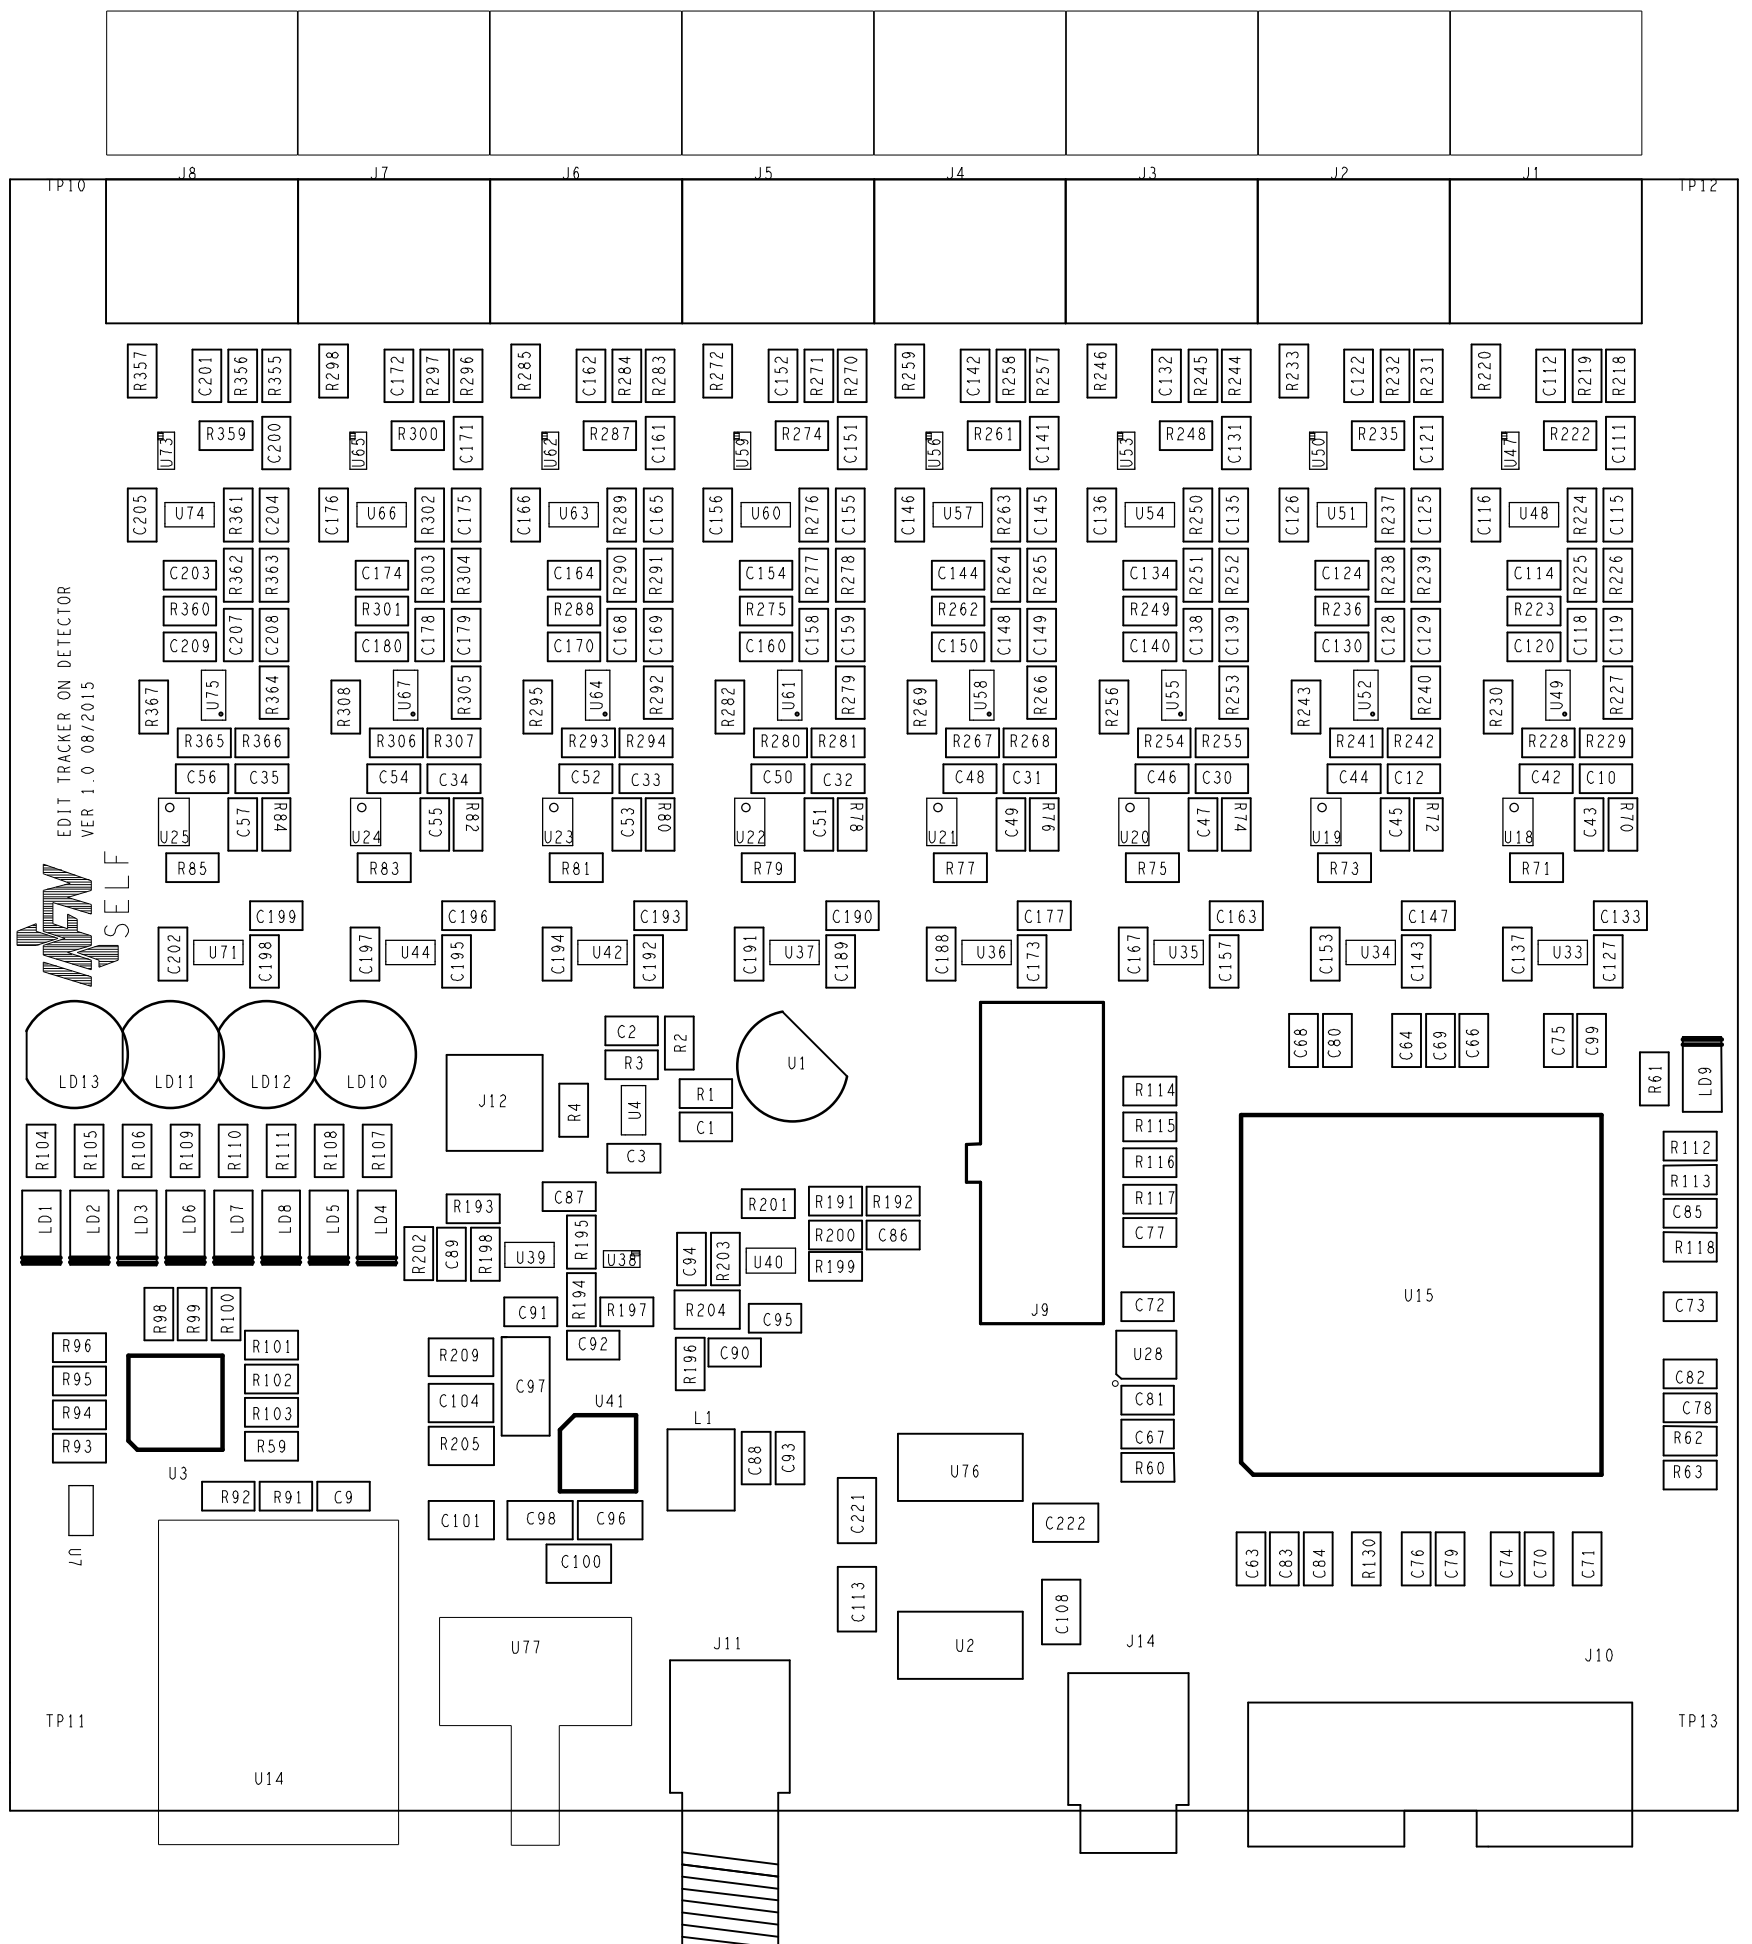 J8 J7 J6 J5 J4 J3 J2 J1
TP10 TP12
R357 C201 R356 R355 R298 C172 R297 R296 R285 C162 R284 R283 R272 C152 R271 R270 R259 C142 R258 R257 R246 C132 R245 R244 R233 C122 R232 R231 R220 C112 R219 R218
U73 R359 C200 U65 R300 C171 U62 R287 C161 U59 R274 C151 U56 R261 C141 U53 R248 C131 U50 R235 C121 U47 R222 C111
C205 U74 R361 C204 C176 U66 R302 C175 C166 U63 R289 C165 C156 U60 R276 C155 C146 U57 R263 C145 C136 U54 R250 C135 C126 U51 R237 C125 C116 U48 R224 C115
C203 R362 R363 C174 R303 R304 C164 R290 R291 C154 R277 R278 C144 R264 R265 C134 R251 R252 C124 R238 R239 C114 R225 R226
R360 R301 R288 R275 R262 R249 R236 R223
C209 C207 C208 C180 C178 C179 C170 C168 C169 C160 C158 C159 C150 C148 C149 C140 C138 C139 C130 C128 C129 C120 C118 C119
R367 U75 R364 R308 U67 R305 R295 U64 R292 R282 U61 R279 R269 U58 R266 R256 U55 R253 R243 U52 R240 R230 U49 R227
R365 R366 R306 R307 R293 R294 R280 R281 R267 R268 R254 R255 R241 R242 R228 R229
C56 C35 C54 C34 C52 C33 C50 C32 C48 C31 C46 C30 C44 C12 C42 C10
U25 C57 R84 U24 C55 R82 U23 C53 R80 U22 C51 R78 U21 C49 R76 U20 C47 R74 U19 C45 R72 U18 C43 R70
R85 R83 R81 R79 R77 R75 R73 R71
EDIT TRACKER ON DETECTOR
VER 1.0 08/2015
SELF
C199 C196 C193 C190 C177 C163 C147 C133
C202 U71 C198 C197 U44 C195 C194 U42 C192 C191 U37 C189 C188 U36 C173 C167 U35 C157 C153 U34 C143 C137 U33 C127
C2 R2 C68 C80 C64 C69 C66 C75 C99
R3 U1 R61 LD9
LD13 LD11 LD12 LD10
J12 R4 U4 R1 R114
C1 R115
R104 R105 R106 R109 R110 R111 R108 R107 C3 R116 R112
R113
R193 C87 R201 R191 R192 R117 C85
LD1 LD2 LD3 LD6 LD7 LD8 LD5 LD4
R202 C89 R198 U39 R195 U38 C94 R203 U40 R200 C86 C77 R118
R199
R98 R99 R100 C91 R194 R197 R204 C95 J9 C72 U15 C73
R96 R101 R209 C92 R196 C90 U28
R95 R102 C97 C82
R94 R103 C104 U41 L1 C81 C78
R93 R59 R205 C88 C93 C67 R62
U3 U76 R60 R63
R92 R91 C9
C101 C98 C96 C221 C222
U7 C100 C63 C83 C84 R130 C76 C79 C74 C70 C71
C113 C108
U77 J11 U2 J14 J10
TP11 TP13
U14